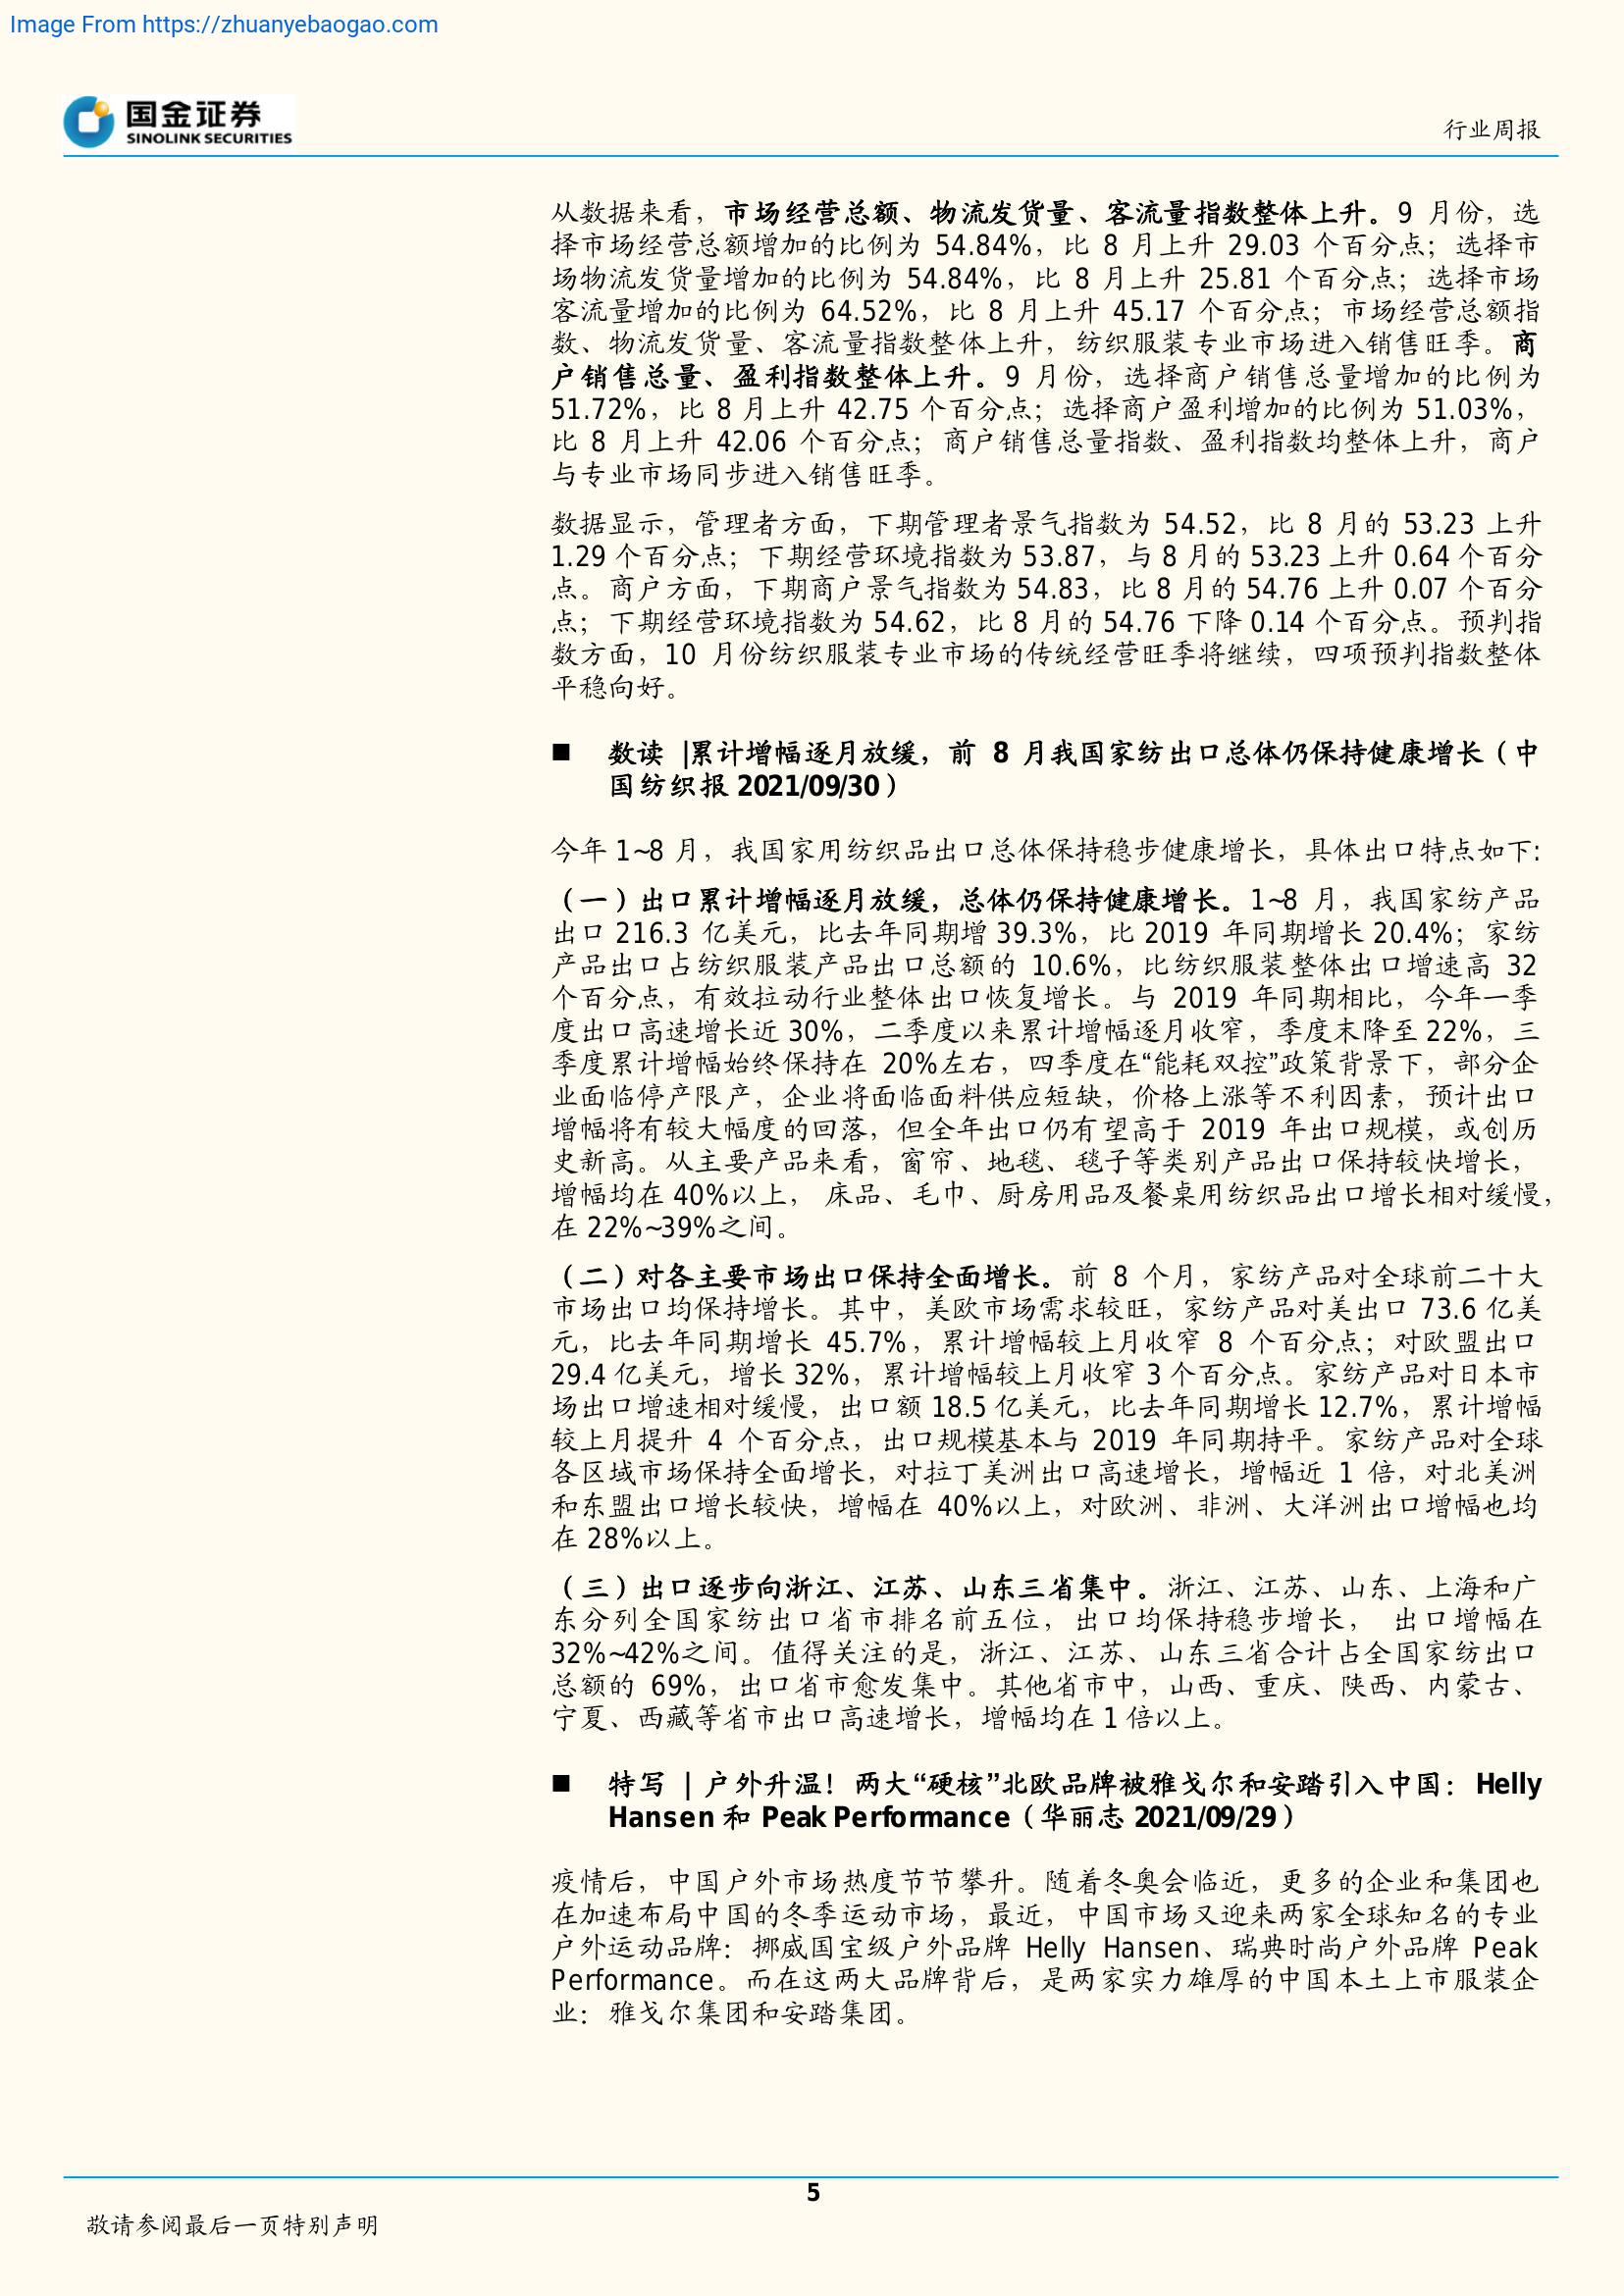 Image From https://zhuanyebaogao.com
国金证券
SINOLINK SECURITIES
行业周报
从数据来看，市场经营总额、物流发货量、客流量指数整体上升。9 月份，选
择市场经营总额增加的比例为 54.84%，比 8 月上升 29.03 个百分点；选择市
场物流发货量增加的比例为 54.84%，比 8 月上升 25.81 个百分点；选择市场
客流量增加的比例为 64.52%，比 8 月上升 45.17 个百分点；市场经营总额指
数、物流发货量、客流量指数整体上升，纺织服装专业市场进入销售旺季。商
户销售总量、盈利指数整体上升。9 月份，选择商户销售总量增加的比例为
51.72%，比 8 月上升 42.75 个百分点；选择商户盈利增加的比例为 51.03%，
比 8 月上升 42.06 个百分点；商户销售总量指数、盈利指数均整体上升，商户
与专业市场同步进入销售旺季。
数据显示，管理者方面，下期管理者景气指数为 54.52，比 8 月的 53.23 上升
1.29 个百分点；下期经营环境指数为 53.87，与 8 月的 53.23 上升 0.64 个百分
点。商户方面，下期商户景气指数为 54.83，比 8 月的 54.76 上升 0.07 个百分
点；下期经营环境指数为 54.62，比 8 月的 54.76 下降 0.14 个百分点。预判指
数方面，10 月份纺织服装专业市场的传统经营旺季将继续，四项预判指数整体
平稳向好。
■ 数读 |累计增幅逐月放缓，前 8 月我国家纺出口总体仍保持健康增长（中
国纺织报 2021/09/30）
今年 1~8 月，我国家用纺织品出口总体保持稳步健康增长，具体出口特点如下:
（一）出口累计增幅逐月放缓，总体仍保持健康增长。1~8 月，我国家纺产品
出口 216.3 亿美元，比去年同期增 39.3%，比 2019 年同期增长 20.4%；家纺
产品出口占纺织服装产品出口总额的 10.6%，比纺织服装整体出口增速高 32
个百分点，有效拉动行业整体出口恢复增长。与 2019 年同期相比，今年一季
度出口高速增长近 30%，二季度以来累计增幅逐月收窄，季度末降至 22%，三
季度累计增幅始终保持在 20%左右，四季度在“能耗双控”政策背景下，部分企
业面临停产限产，企业将面临面料供应短缺，价格上涨等不利因素，预计出口
增幅将有较大幅度的回落，但全年出口仍有望高于 2019 年出口规模，或创历
史新高。从主要产品来看，窗帘、地毯、毯子等类别产品出口保持较快增长，
增幅均在 40%以上， 床品、毛巾、厨房用品及餐桌用纺织品出口增长相对缓慢，
在 22%~39%之间。
（二）对各主要市场出口保持全面增长。前 8 个月，家纺产品对全球前二十大
市场出口均保持增长。其中，美欧市场需求较旺，家纺产品对美出口 73.6 亿美
元，比去年同期增长 45.7%，累计增幅较上月收窄 8 个百分点；对欧盟出口
29.4 亿美元，增长 32%，累计增幅较上月收窄 3 个百分点。家纺产品对日本市
场出口增速相对缓慢，出口额 18.5 亿美元，比去年同期增长 12.7%，累计增幅
较上月提升 4 个百分点，出口规模基本与 2019 年同期持平。家纺产品对全球
各区域市场保持全面增长，对拉丁美洲出口高速增长，增幅近 1 倍，对北美洲
和东盟出口增长较快，增幅在 40%以上，对欧洲、非洲、大洋洲出口增幅也均
在 28%以上。
（三）出口逐步向浙江、江苏、山东三省集中。浙江、江苏、山东、上海和广
东分列全国家纺出口省市排名前五位，出口均保持稳步增长， 出口增幅在
32%~42%之间。值得关注的是，浙江、江苏、山东三省合计占全国家纺出口
总额的 69%，出口省市愈发集中。其他省市中，山西、重庆、陕西、内蒙古、
宁夏、西藏等省市出口高速增长，增幅均在 1 倍以上。
■ 特写 | 户外升温！两大“硬核”北欧品牌被雅戈尔和安踏引入中国：Helly
Hansen 和 Peak Performance（华丽志 2021/09/29）
疫情后，中国户外市场热度节节攀升。随着冬奥会临近，更多的企业和集团也
在加速布局中国的冬季运动市场，最近，中国市场又迎来两家全球知名的专业
户外运动品牌：挪威国宝级户外品牌 Helly Hansen、瑞典时尚户外品牌 Peak
Performance。而在这两大品牌背后，是两家实力雄厚的中国本土上市服装企
业：雅戈尔集团和安踏集团。
5
敬请参阅最后一页特别声明